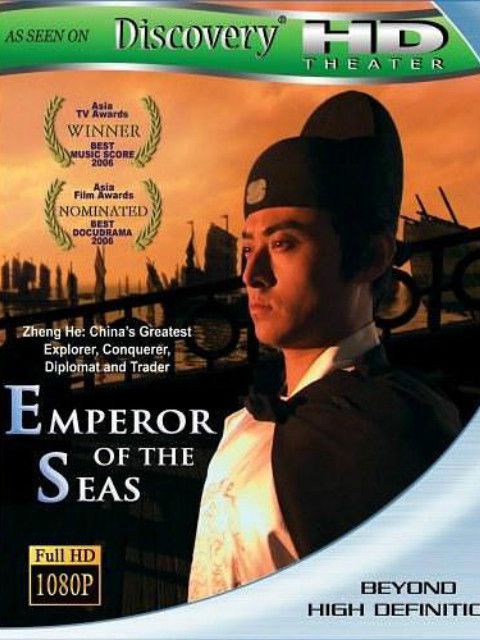 AS SEEN ON Discovery® HD
THEATER
Asia
TV Awards
WINNER
BEST
MUSIC SCORE
2006
Asia
Film Awards
NOMINATED
BEST
DOCUDRAMA
2006
Zheng He: China's Greatest
Explorer, Conquerer,
Diplomat and Trader
EMPEROR
OF THE
SEAS
Full HD
1080P
BEYOND
HIGH DEFINITIO